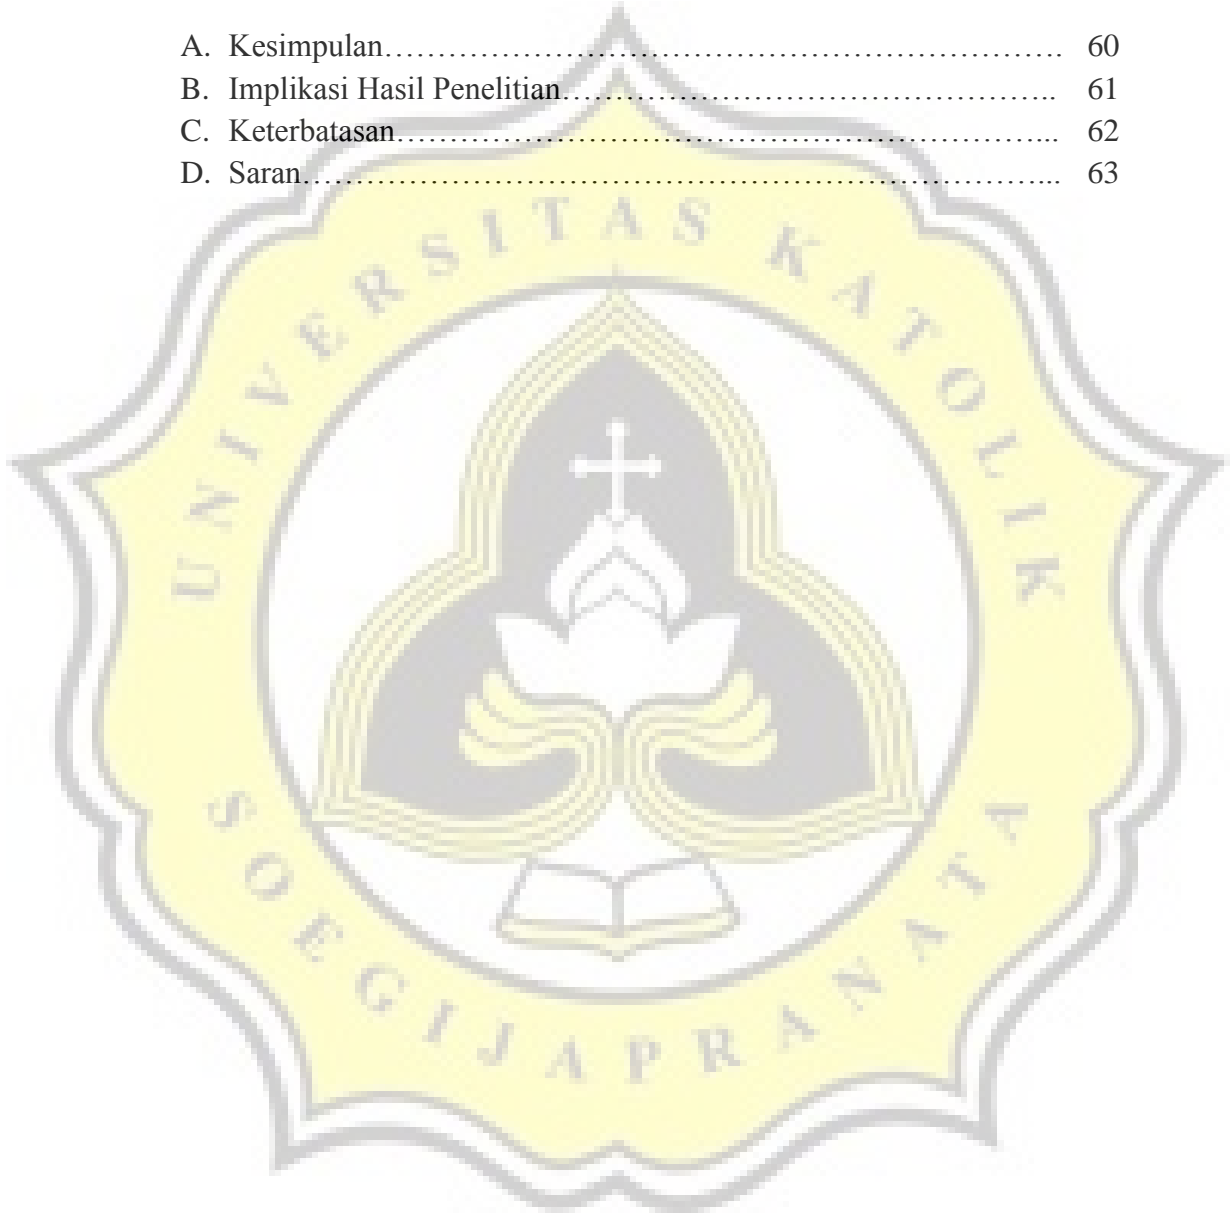 A. Kesimpulan…………………………………………………………………. 60
B. Implikasi Hasil Penelitian……………………………………………….. 61
C. Keterbatasan………………………………………………………………... 62
D. Saran…………………………………………………………………………... 63
UNIVERSITAS KATOLIK
SOEGIJAPRANATA